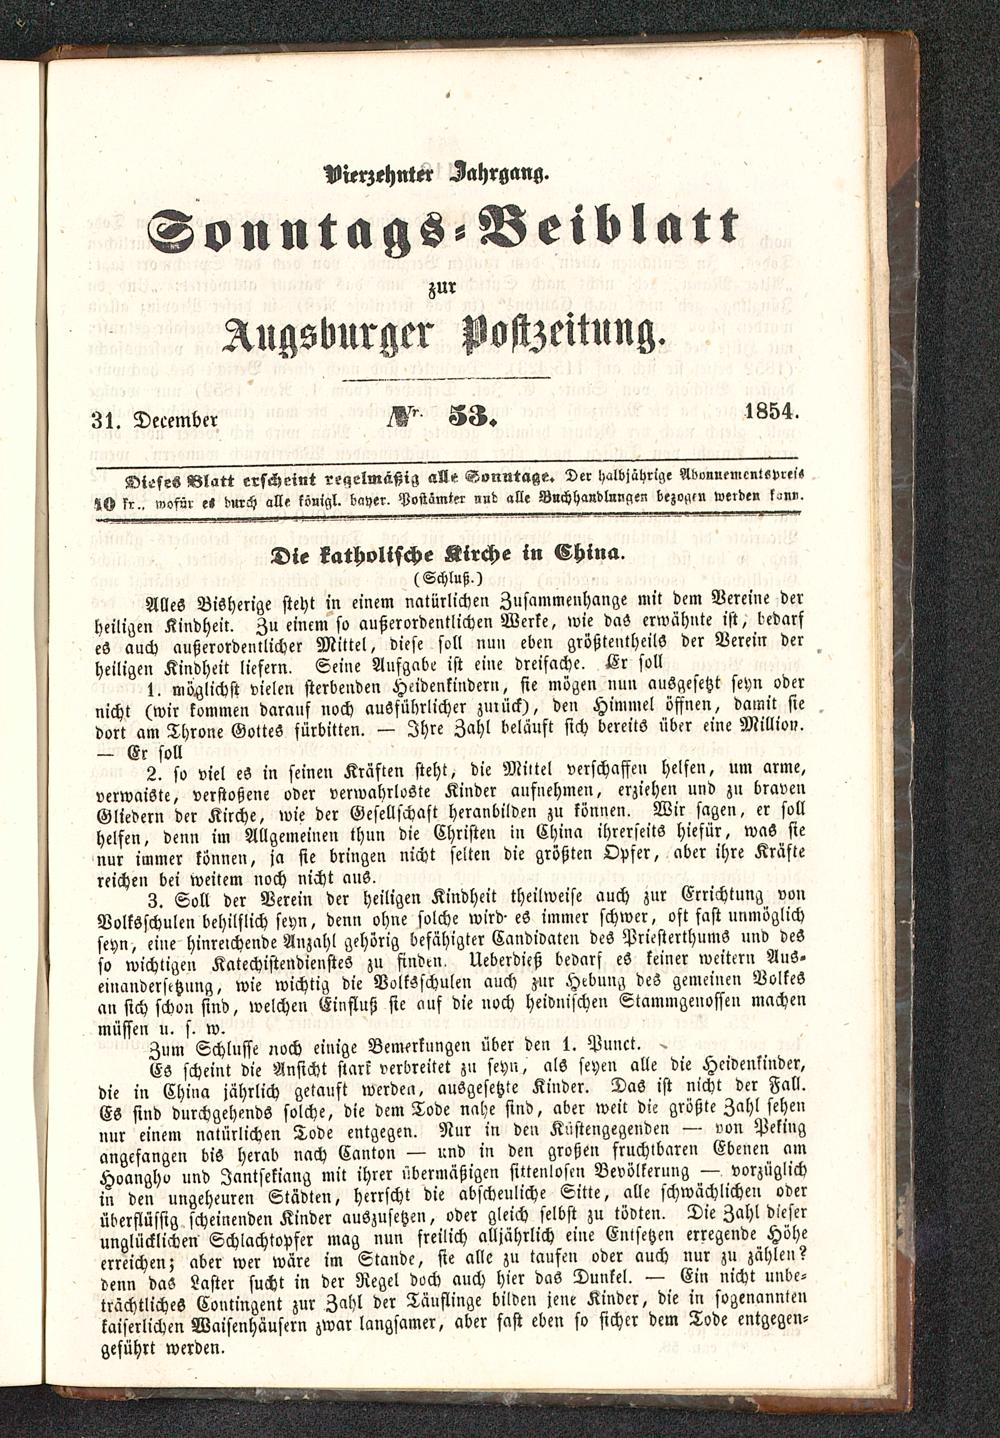 Vierzehnter Jahrgang.
Sonntags-Beiblatt
zur
Augsburger Postzeitung.
31. December Nr. 53. 1854.
Dieses Blatt erscheint regelmäßig alle Sonntage. Der halbjährige Abonnementspreis
40 kr., wofür es durch alle königl. bayer. Postämter und alle Buchhandlungen bezogen werden kann.
Die katholische Kirche in China.
(Schluß.)
Alles Bisherige steht in einem natürlichen Zusammenhange mit dem Vereine der
heiligen Kindheit. Zu einem so außerordentlichen Werke, wie das erwähnte ist, bedarf
es auch außerordentlicher Mittel, diese soll nun eben größtentheils der Verein der
heiligen Kindheit liefern. Seine Aufgabe ist eine dreifache. Er soll
1. möglichst vielen sterbenden Heidenkindern, sie mögen nun ausgesetzt seyn oder
nicht (wir kommen darauf noch ausführlicher zurück), den Himmel öffnen, damit sie
dort am Throne Gottes fürbitten. — Ihre Zahl beläuft sich bereits über eine Million.
— Er soll
2. so viel es in seinen Kräften steht, die Mittel verschaffen helfen, um arme,
verwaiste, verstoßene oder verwahrloste Kinder aufnehmen, erziehen und zu braven
Gliedern der Kirche, wie der Gesellschaft heranbilden zu können. Wir sagen, er soll
helfen, denn im Allgemeinen thun die Christen in China ihrerseits hiefür, was sie
nur immer können, ja sie bringen nicht selten die größten Opfer, aber ihre Kräfte
reichen bei weitem noch nicht aus.
3. Soll der Verein der heiligen Kindheit theilweise auch zur Errichtung von
Volksschulen behilflich seyn, denn ohne solche wird es immer schwer, oft fast unmöglich
seyn, eine hinreichende Anzahl gehörig befähigter Candidaten des Priesterthums und des
so wichtigen Katechistendienstes zu finden. Ueberdieß bedarf es keiner weitern Aus-
einandersetzung, wie wichtig die Volksschulen auch zur Hebung des gemeinen Volkes
an sich schon sind, welchen Einfluß sie auf die noch heidnischen Stammgenossen machen
müssen u. s. w.
Zum Schlusse noch einige Bemerkungen über den 1. Punct.
Es scheint die Ansicht stark verbreitet zu seyn, als seyen alle die Heidenkinder,
die in China jährlich getauft werden, ausgesetzte Kinder. Das ist nicht der Fall.
Es sind durchgehends solche, die dem Tode nahe sind, aber weit die größte Zahl sehen
nur einem natürlichen Tode entgegen. Nur in den Küstengegenden — von Peking
angefangen bis herab nach Canton — und in den großen fruchtbaren Ebenen am
Hoangho und Jantsekiang mit ihrer übermäßigen sittenlosen Bevölkerung — vorzüglich
in den ungeheuren Städten, herrscht die abscheuliche Sitte, alle schwächlichen oder
überflüssig scheinenden Kinder auszusetzen, oder gleich selbst zu tödten. Die Zahl dieser
unglücklichen Schlachtopfer mag nun freilich alljährlich eine Entsetzen erregende Höhe
erreichen; aber wer wäre im Stande, sie alle zu taufen oder auch nur zu zählen?
denn das Laster sucht in der Regel doch auch hier das Dunkel. — Ein nicht unbe-
trächtliches Contingent zur Zahl der Täuflinge bilden jene Kinder, die in sogenannten
kaiserlichen Waisenhäusern zwar langsamer, aber fast eben so sicher dem Tode entgegen-
geführt werden.